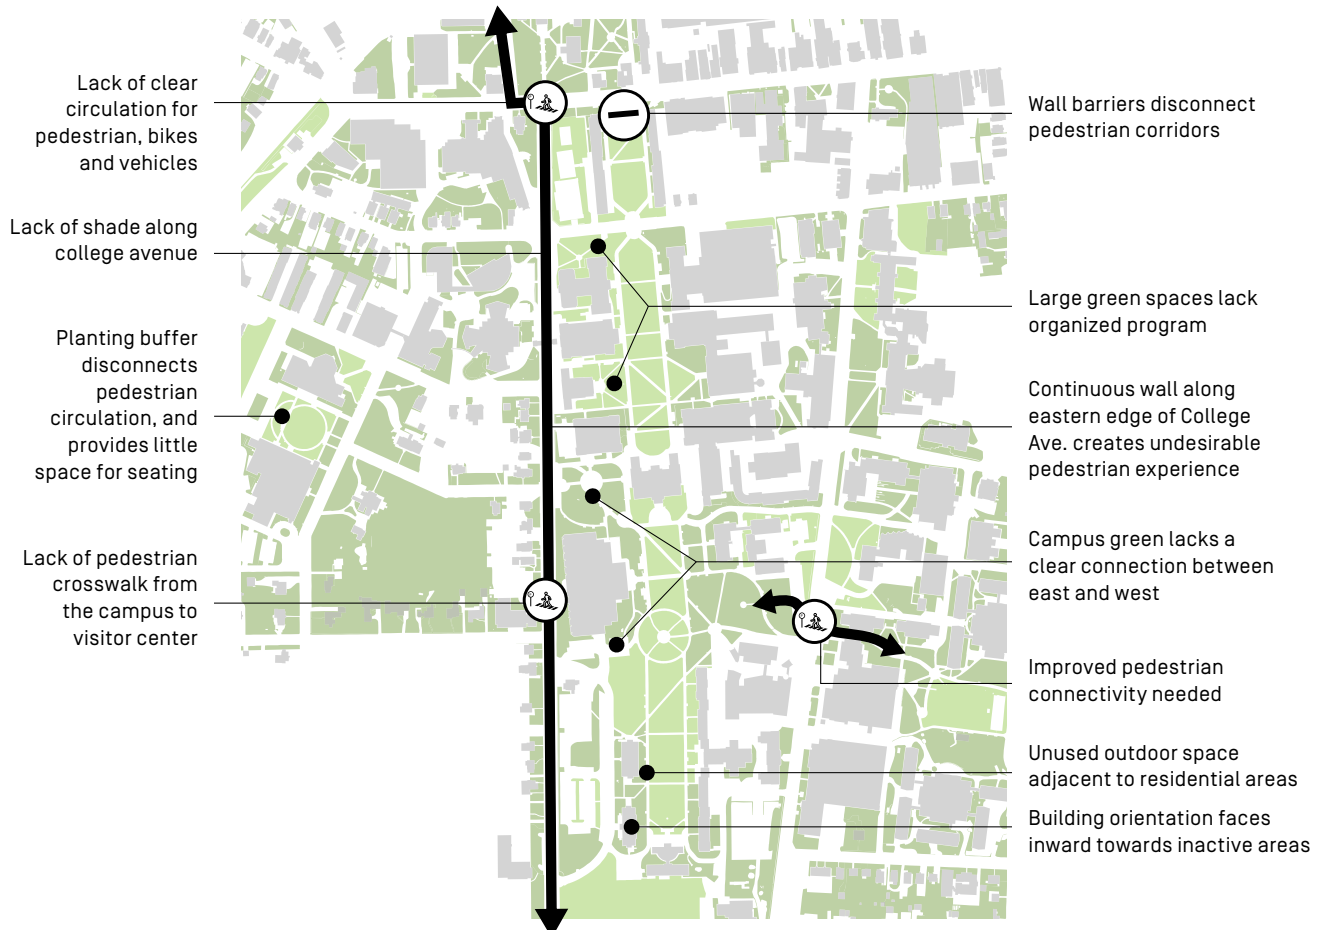 Lack of clear
circulation for
pedestrian, bikes
and vehicles
Lack of shade along
college avenue
Planting buffer
disconnects
pedestrian
circulation, and
provides little
space for seating
Lack of pedestrian
crosswalk from
the campus to
visitor center
Wall barriers disconnect
pedestrian corridors
Large green spaces lack
organized program
Continuous wall along
eastern edge of College
Ave. creates undesirable
pedestrian experience
Campus green lacks a
clear connection between
east and west
Improved pedestrian
connectivity needed
Unused outdoor space
adjacent to residential areas
Building orientation faces
inward towards inactive areas